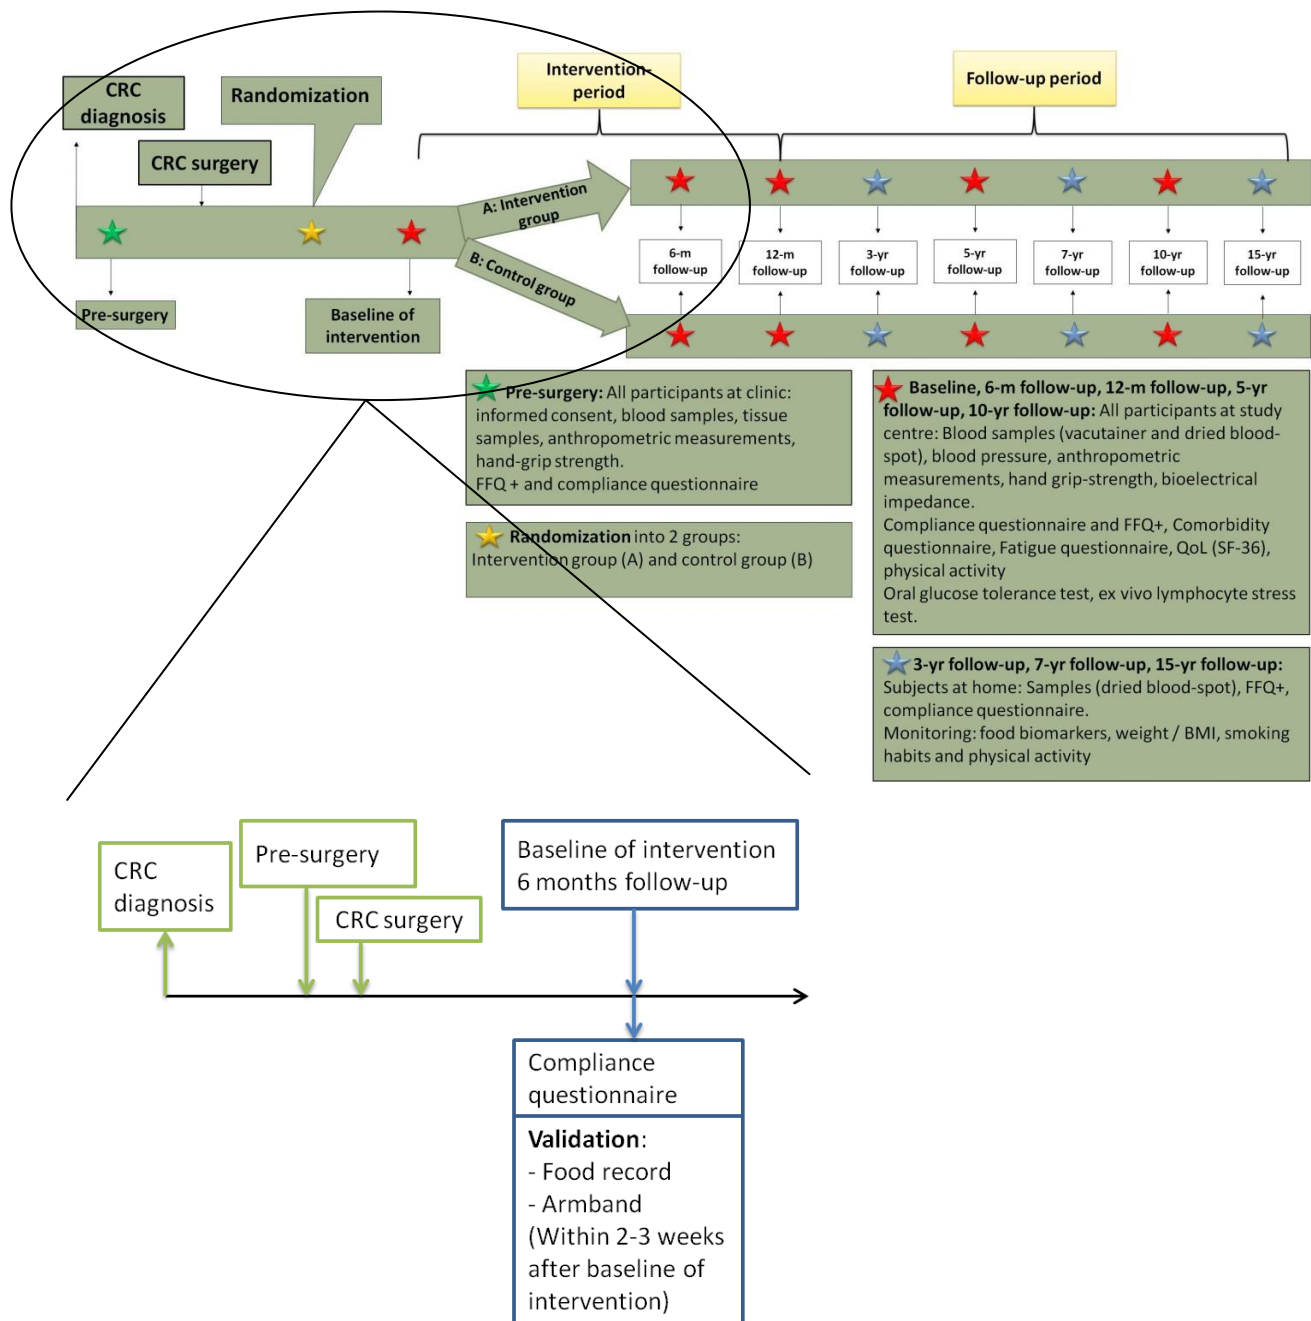 CRC
diagnosis
CRC surgery
Randomization
Intervention-
period
Follow-up period
A: Intervention
group
B: Control group
Pre-surgery
Baseline of
intervention
6-m
follow-up
12-m
follow-up
3-yr
follow-up
5-yr
follow-up
7-yr
follow-up
10-yr
follow-up
15-yr
follow-up
Pre-surgery: All participants at clinic:
informed consent, blood samples, tissue
samples, anthropometric measurements,
hand-grip strength.
FFQ + and compliance questionnaire
Randomization into 2 groups:
Intervention group (A) and control group (B)
Baseline, 6-m follow-up, 12-m follow-up, 5-yr
follow-up, 10-yr follow-up: All participants at study
centre: Blood samples (vacutainer and dried blood-
spot), blood pressure, anthropometric
measurements, hand grip-strength, bioelectrical
impedance.
Compliance questionnaire and FFQ+, Comorbidity
questionnaire, Fatigue questionnaire, QoL (SF-36),
physical activity
Oral glucose tolerance test, ex vivo lymphocyte stress
test.
3-yr follow-up, 7-yr follow-up, 15-yr follow-up:
Subjects at home: Samples (dried blood-spot), FFQ+,
compliance questionnaire.
Monitoring: food biomarkers, weight / BMI, smoking
habits and physical activity
CRC
diagnosis
Pre-surgery
CRC surgery
Baseline of intervention
6 months follow-up
Compliance
questionnaire
Validation:
- Food record
- Armband
(Within 2-3 weeks
after baseline of
intervention)